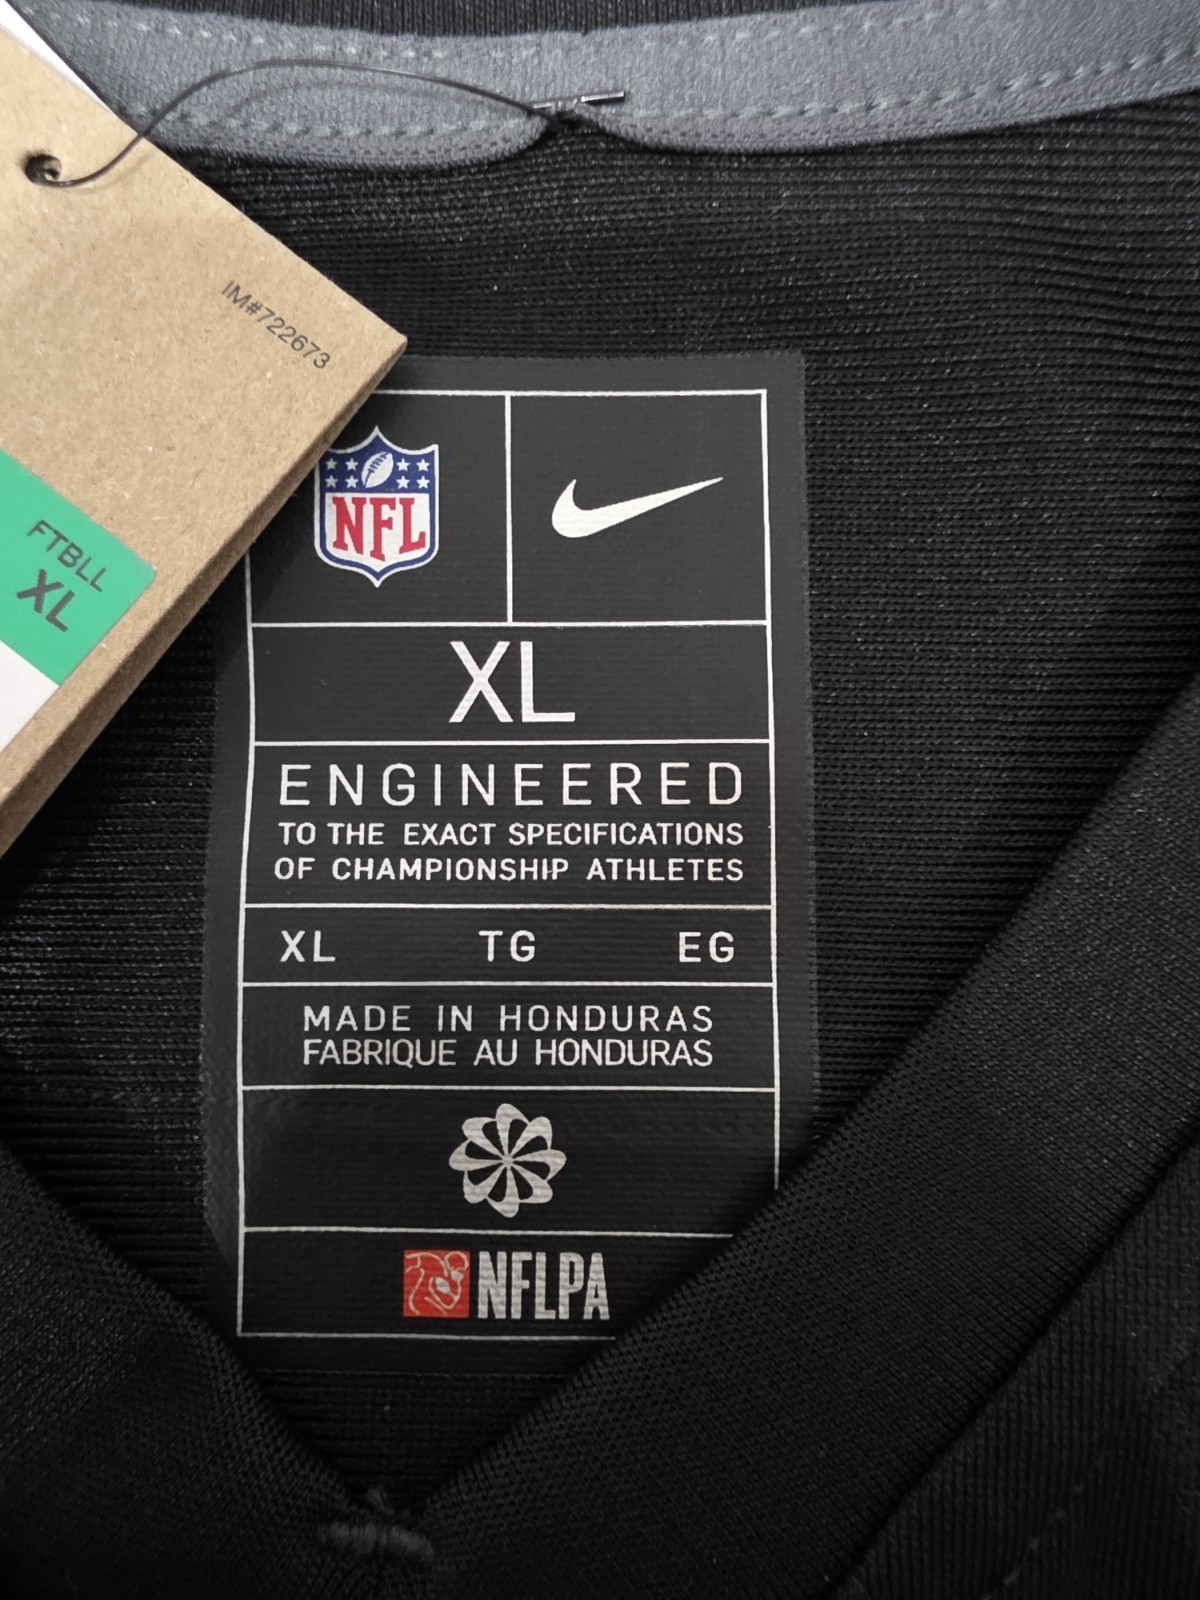 IM#722673
FTBLL
XL
NFL
XL
ENGINEERED
TO THE EXACT SPECIFICATIONS
OF CHAMPIONSHIP ATHLETES
XL TG EG
MADE IN HONDURAS
FABRIQUE AU HONDURAS
NFLPA